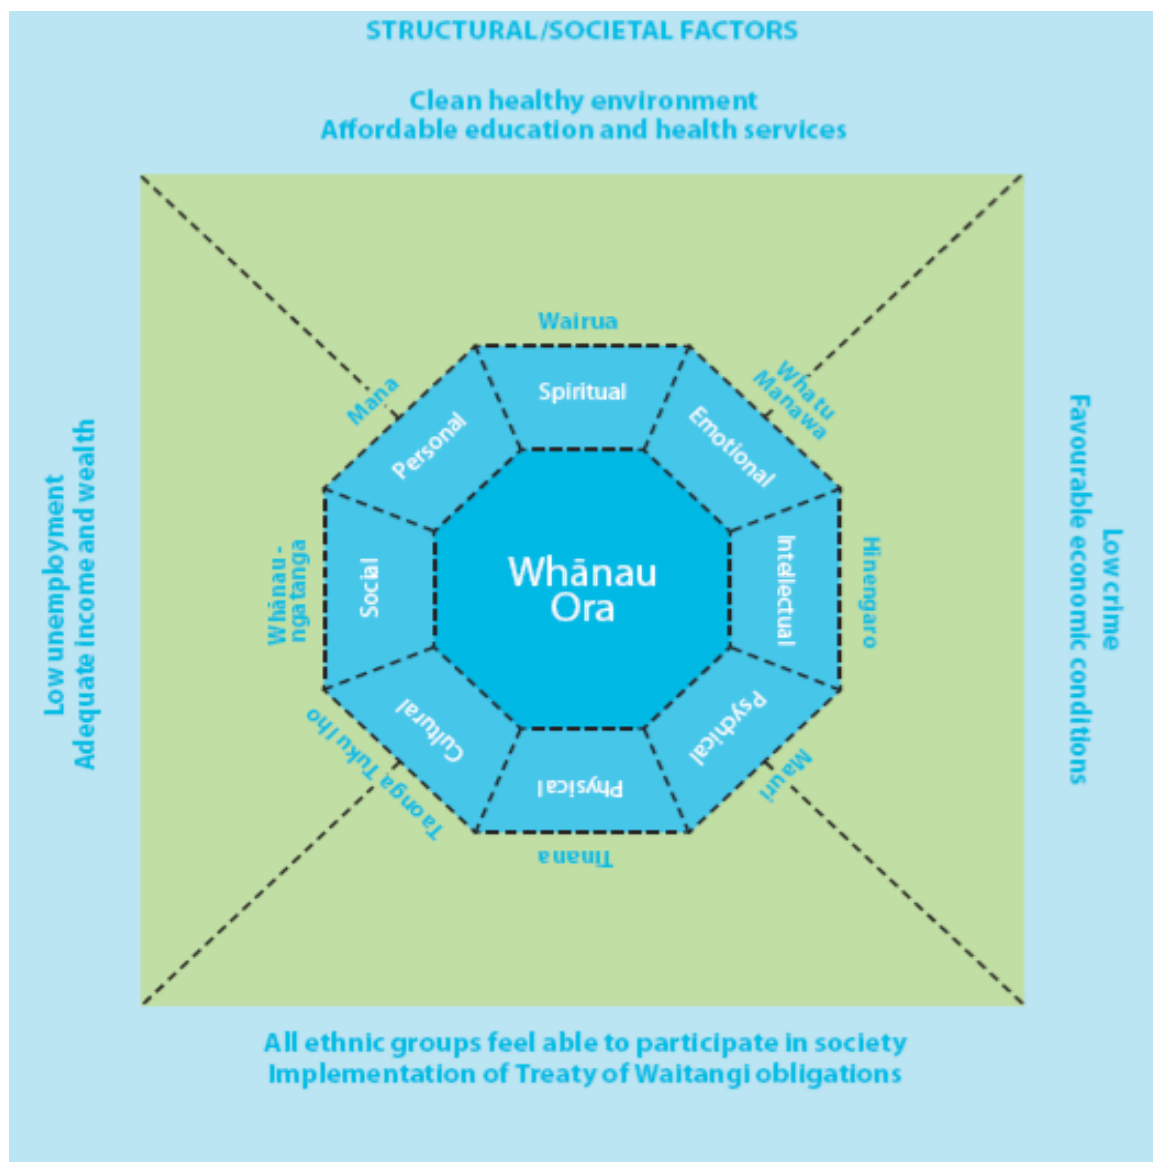 STRUCTURAL/SOCIETAL FACTORS
Clean healthy environment
Affordable education and health services
Wairua
Spiritual
Mana
Personal
Whatu
Manawa
Emotional
Whānau-
ngatanga
Social
Whānau
Ora
Intellectual
Hinengaro
Low unemployment
Adequate income and wealth
Low crime
Favourable economic conditions
Taonga Tuku Iho
Cultural
Physical
Tinana
Psychical
Mauri
All ethnic groups feel able to participate in society
Implementation of Treaty of Waitangi obligations